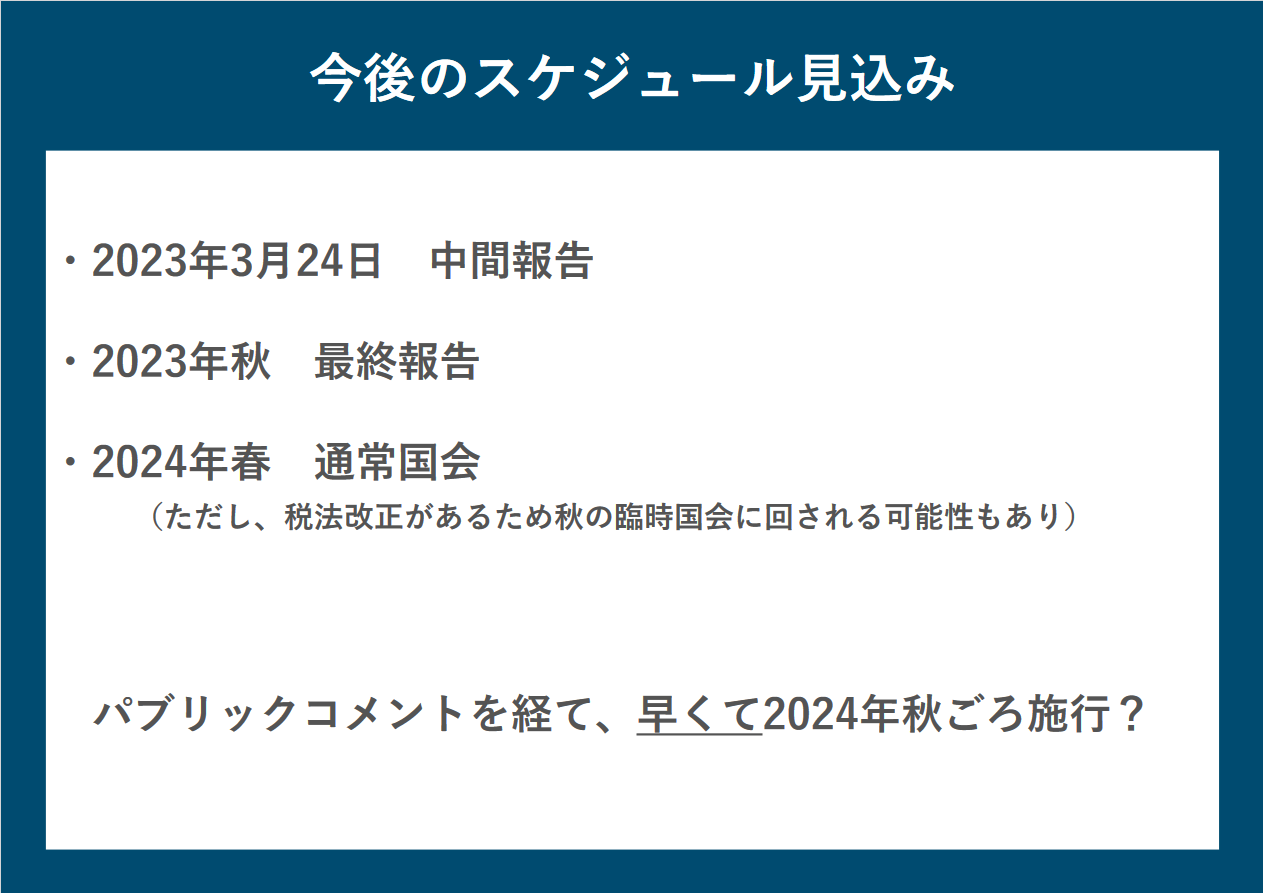 今後のスケジュール見込み
・2023年3月24日　中間報告
・2023年秋　最終報告
・2024年春　通常国会
（ただし、税法改正があるため秋の臨時国会に回される可能性もあり）
パブリックコメントを経て、早くて2024年秋ごろ施行？